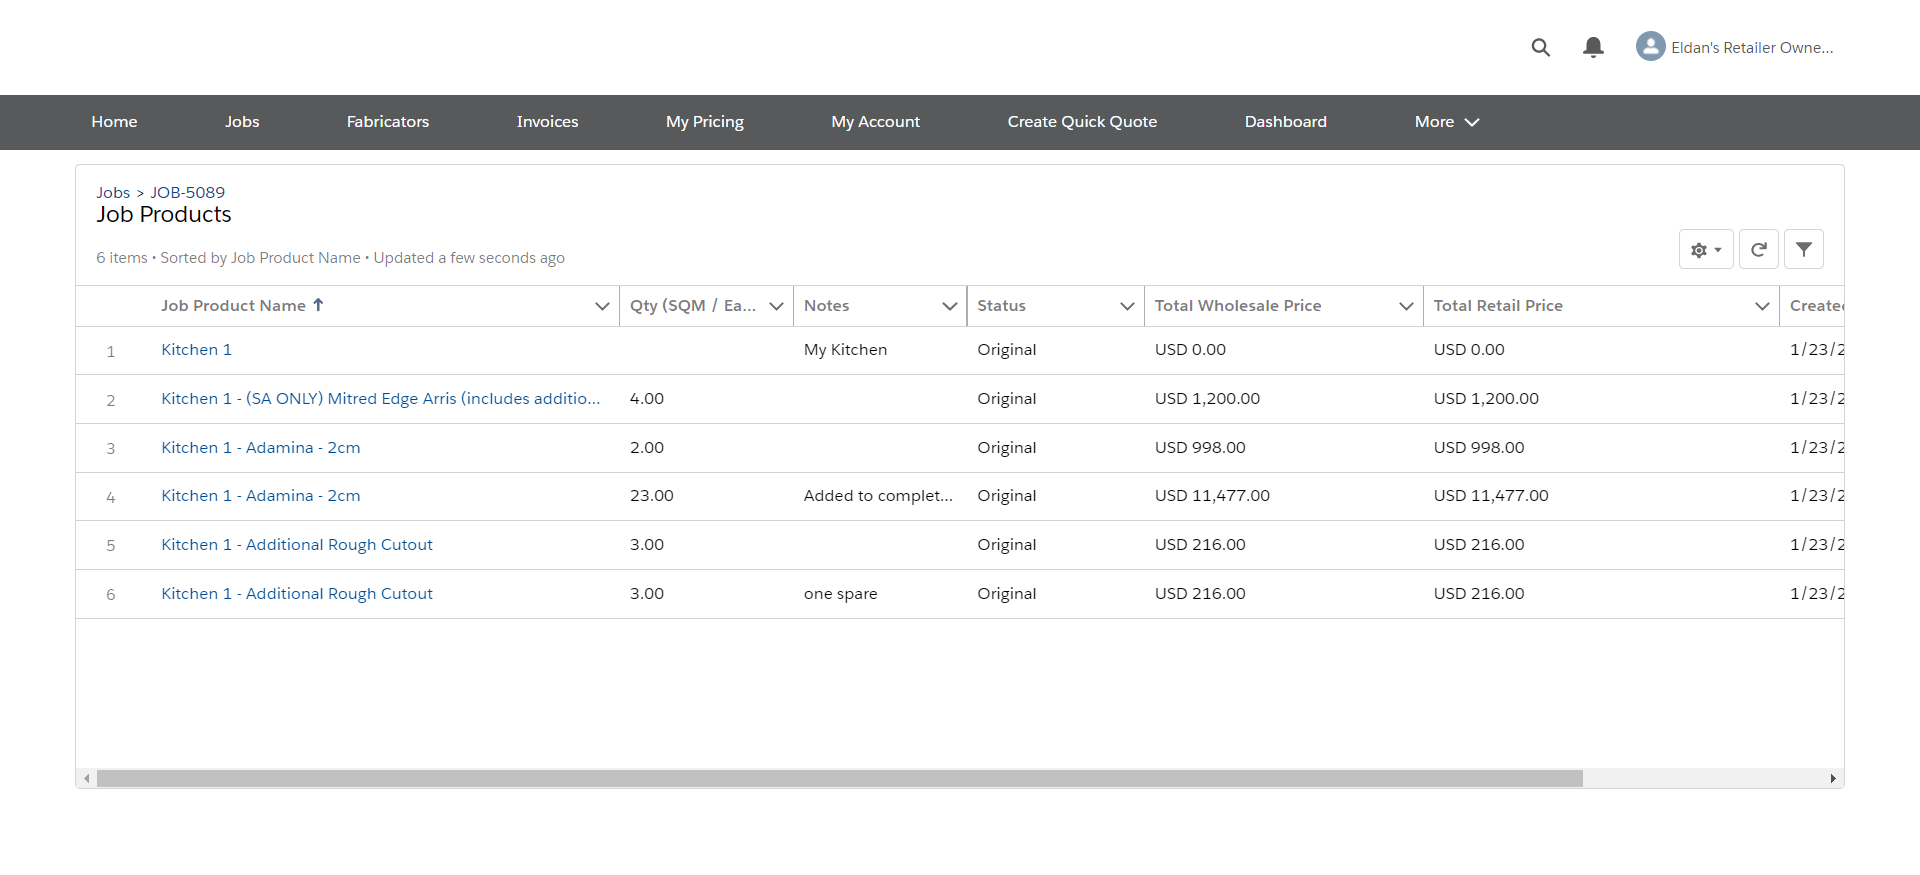 Eldan's Retailer Owne...
Home Jobs Fabricators Invoices My Pricing My Account Create Quick Quote Dashboard More
Jobs > JOB-5089
Job Products
6 items • Sorted by Job Product Name • Updated a few seconds ago
Job Product Name Qty (SQM / Ea... Notes Status Total Wholesale Price Total Retail Price Created
1 Kitchen 1 My Kitchen Original USD 0.00 USD 0.00 1/23/2
2 Kitchen 1 - (SA ONLY) Mitred Edge Arris (includes additio... 4.00 Original USD 1,200.00 USD 1,200.00 1/23/2
3 Kitchen 1 - Adamina - 2cm 2.00 Original USD 998.00 USD 998.00 1/23/2
4 Kitchen 1 - Adamina - 2cm 23.00 Added to complet... Original USD 11,477.00 USD 11,477.00 1/23/2
5 Kitchen 1 - Additional Rough Cutout 3.00 Original USD 216.00 USD 216.00 1/23/2
6 Kitchen 1 - Additional Rough Cutout 3.00 one spare Original USD 216.00 USD 216.00 1/23/2